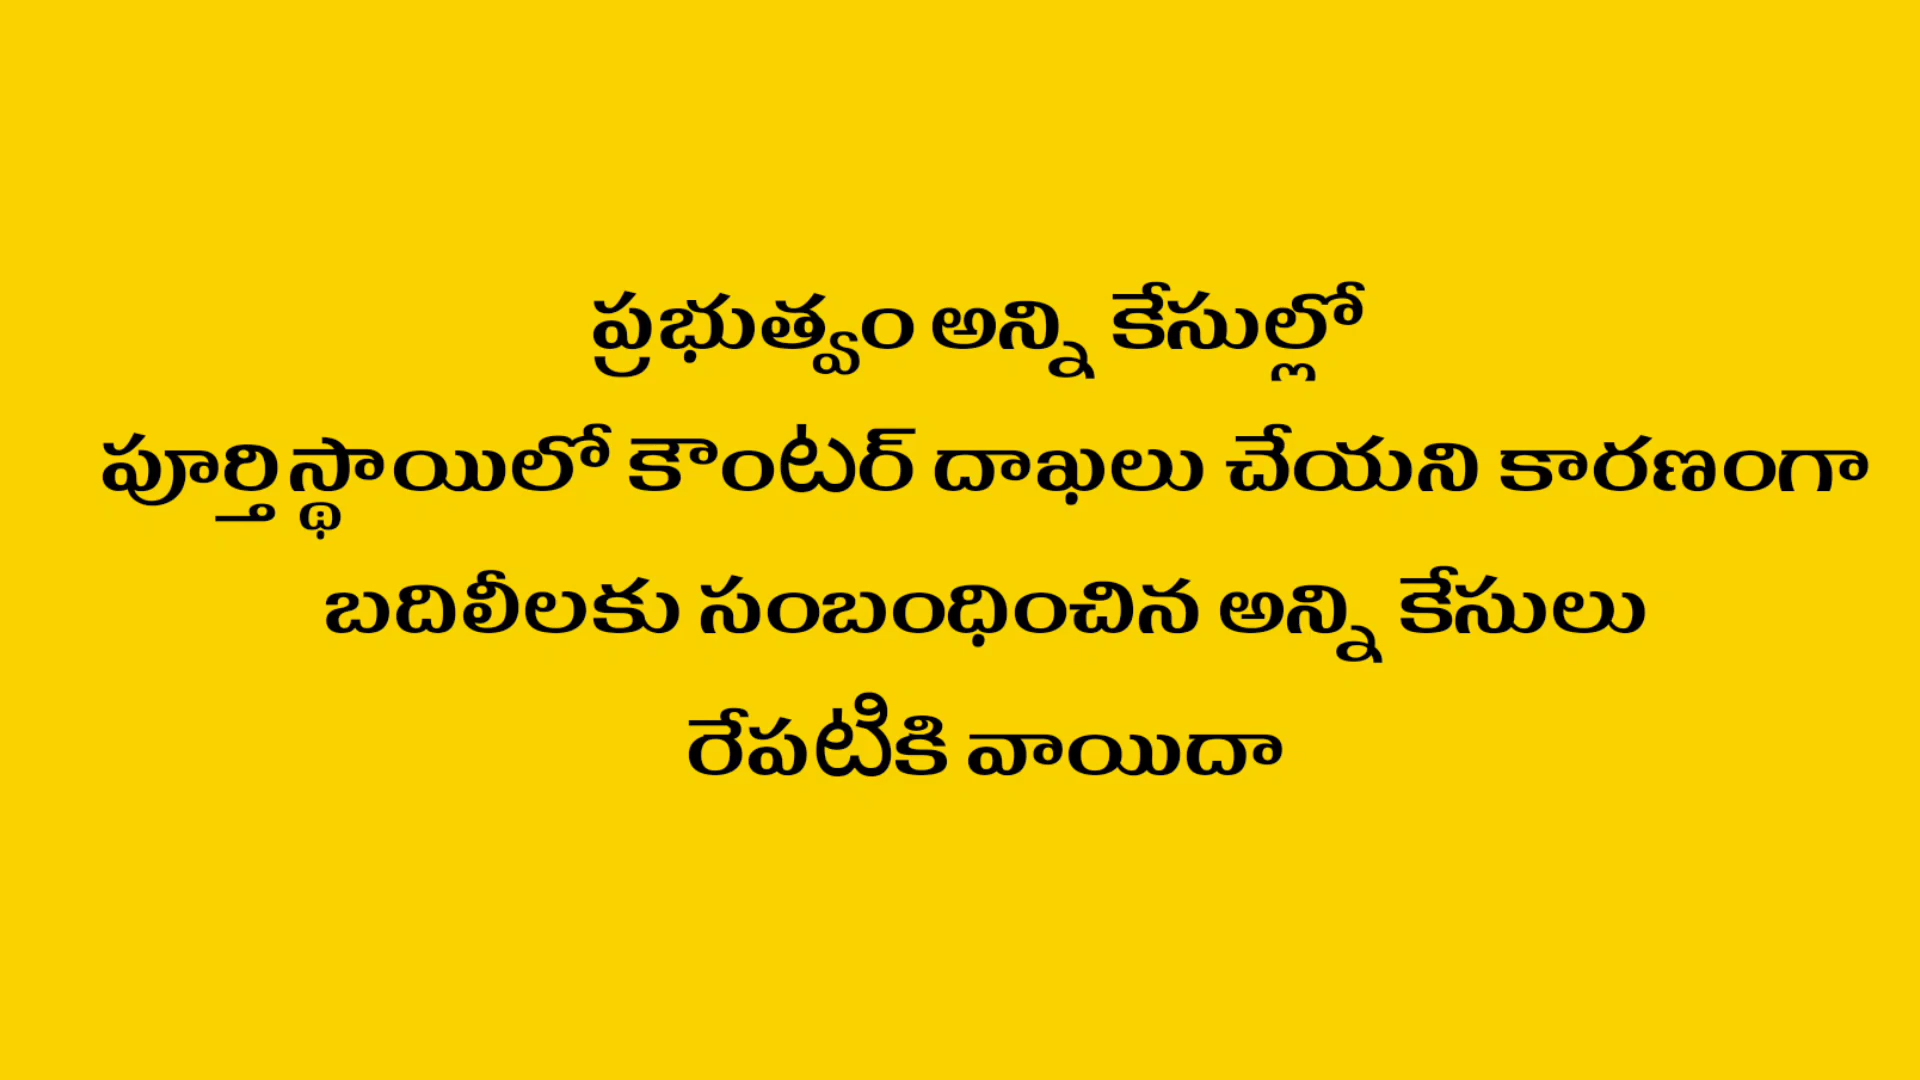 ప్రభుత్వం అన్ని కేసుల్లో
పూర్తిస్థాయిలో కౌంటర్ దాఖలు చేయని కారణంగా
బదిలీలకు సంబంధించిన అన్ని కేసులు
రేపటికి వాయిదా